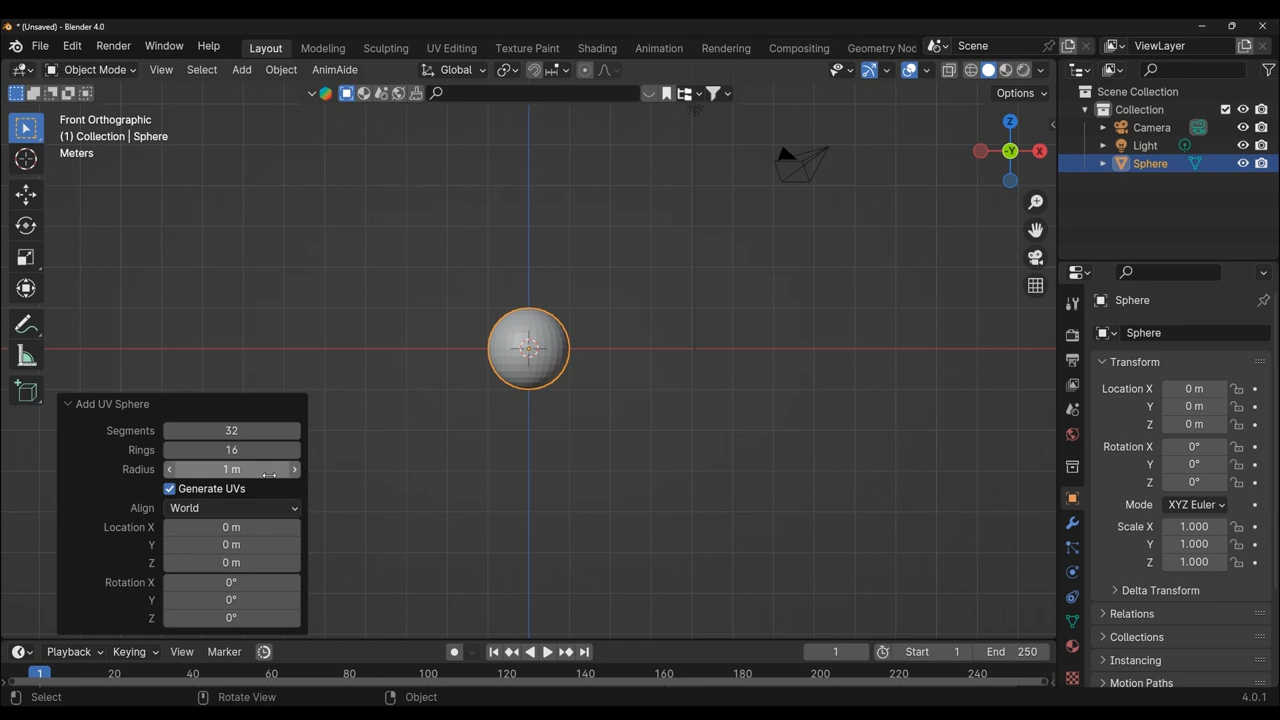 * (Unsaved) - Blender 4.0
File Edit Render Window Help Layout Modeling Sculpting UV Editing Texture Paint Shading Animation Rendering Compositing Geometry Noc Scene ViewLayer
Object Mode View Select Add Object AnimAide Global
Options
Front Orthographic
(1) Collection | Sphere
Meters
Z
-Y
X
Add UV Sphere
Segments 32
Rings 16
Radius 1 m
Generate UVs
Align World
Location X 0 m
Y 0 m
Z 0 m
Rotation X 0°
Y 0°
Z 0°
Scene Collection
Collection
Camera
Light
Sphere
Sphere
Sphere
Transform
Location X 0 m
Y 0 m
Z 0 m
Rotation X 0°
Y 0°
Z 0°
Mode XYZ Euler
Scale X 1.000
Y 1.000
Z 1.000
Delta Transform
Relations
Collections
Instancing
Motion Paths
Playback Keying View Marker 1 Start 1 End 250
1 20 40 60 80 100 120 140 160 180 200 220 240
Select Rotate View Object 4.0.1